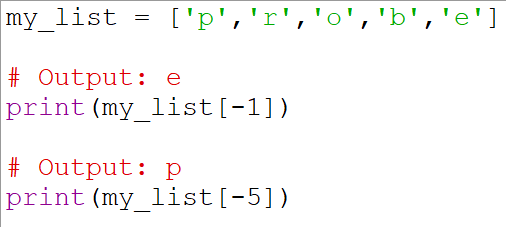 my_list = ['p','r','o','b','e']
# Output: e
print(my_list[-1])
# Output: p
print(my_list[-5])